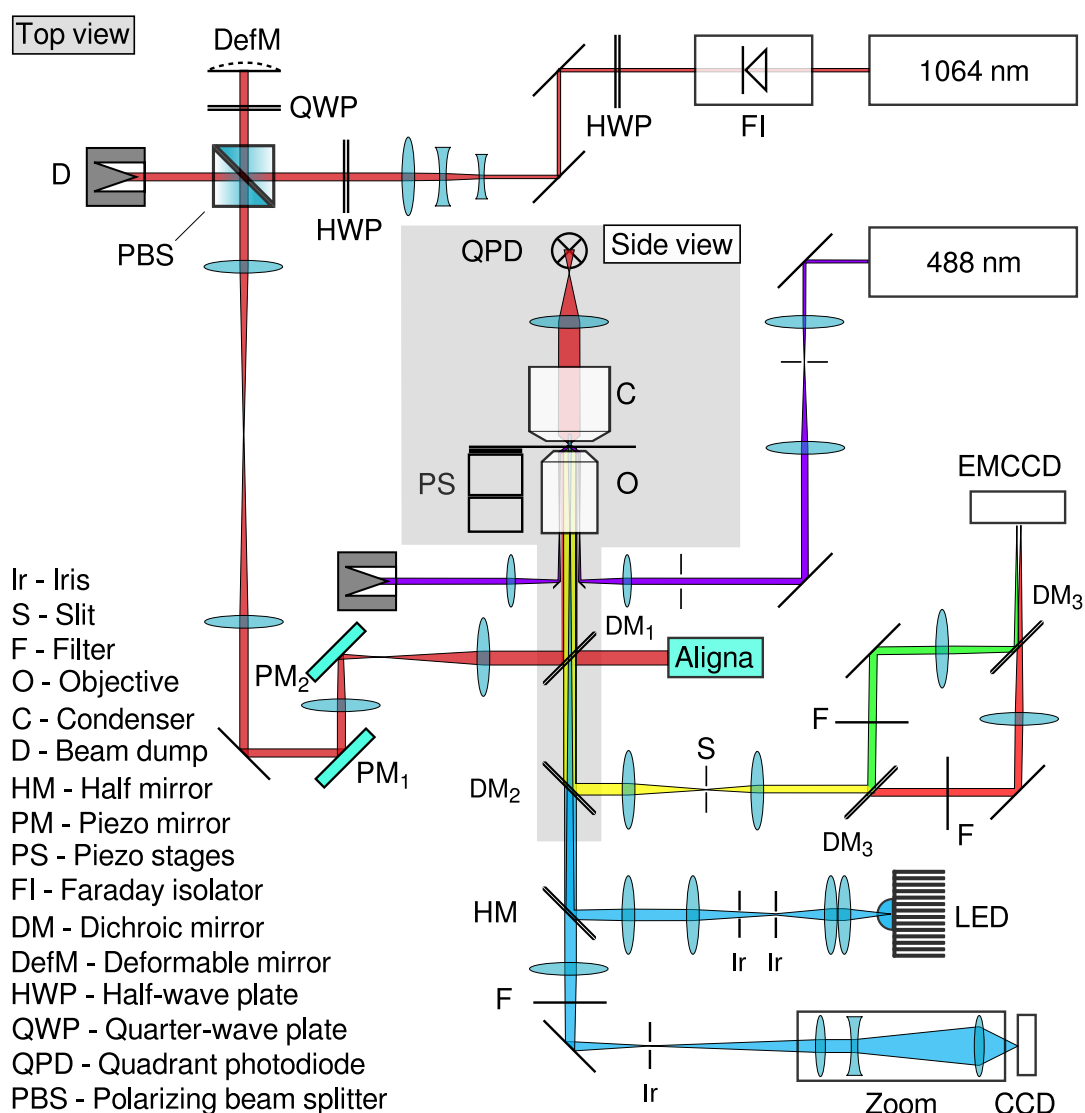 Top view
DefM
QWP
D
PBS
HWP
HWP
FI
1064 nm
QPD
Side view
488 nm
C
PS
O
EMCCD
DM1
DM3
Aligna
PM2
PM1
F
S
DM2
DM3
F
HM
Ir
Ir
LED
F
Ir
Zoom
CCD
Ir - Iris
S - Slit
F - Filter
O - Objective
C - Condenser
D - Beam dump
HM - Half mirror
PM - Piezo mirror
PS - Piezo stages
FI - Faraday isolator
DM - Dichroic mirror
DefM - Deformable mirror
HWP - Half-wave plate
QWP - Quarter-wave plate
QPD - Quadrant photodiode
PBS - Polarizing beam splitter